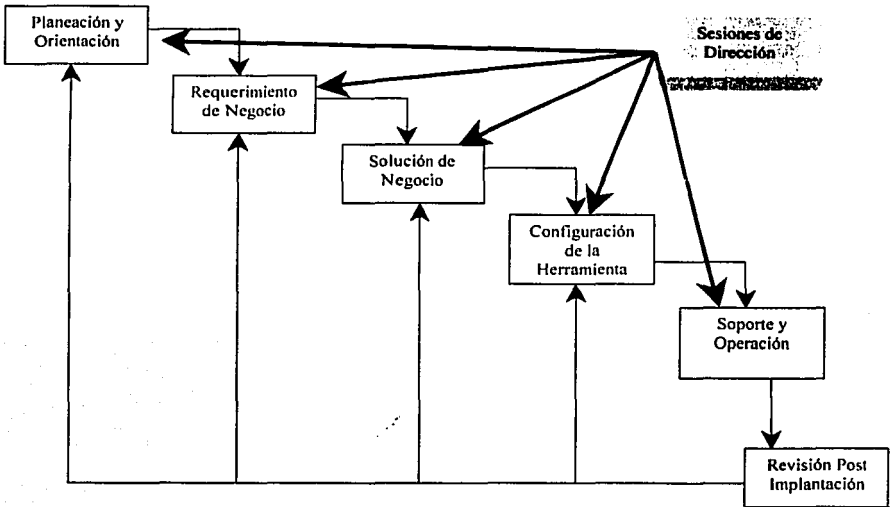 Planeación y
Orientación
Sesiones de
Dirección
Requerimiento
de Negocio
Solución de
Negocio
Configuración
de la
Herramienta
Soporte y
Operación
Revisión Post
Implantación